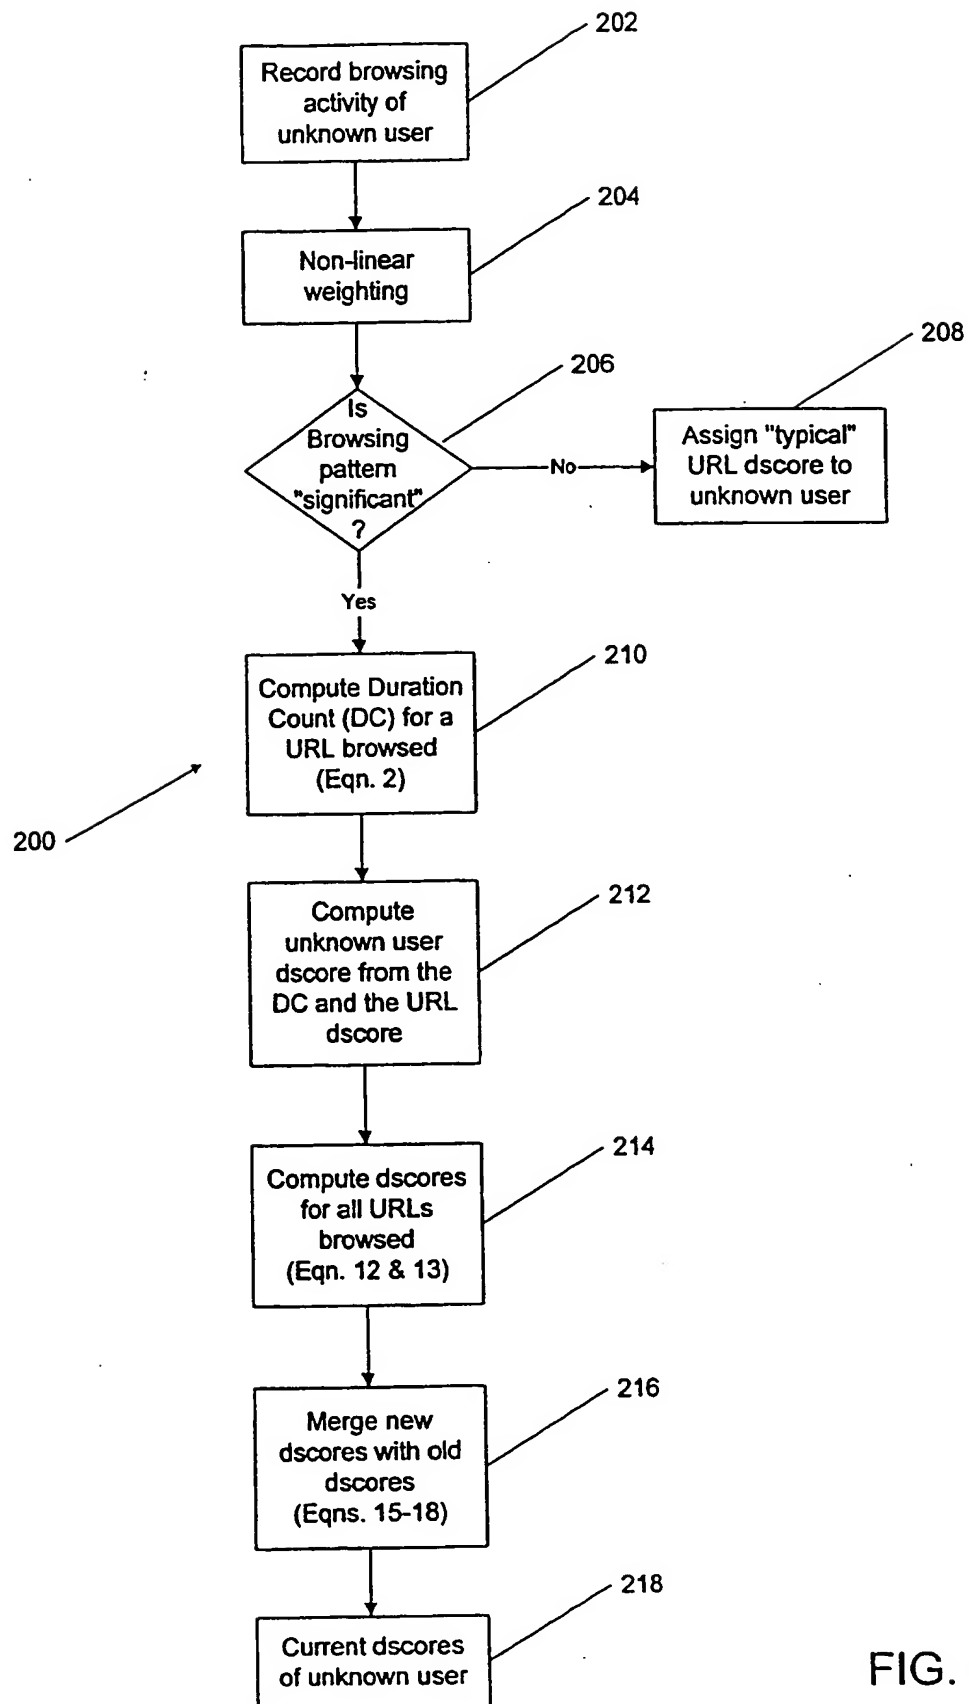 202
Record browsing
activity of
unknown user
204
Non-linear
weighting
206
Is
Browsing
pattern
"significant"
?
No
208
Assign "typical"
URL dscore to
unknown user
Yes
210
Compute Duration
Count (DC) for a
URL browsed
(Eqn. 2)
200
212
Compute
unknown user
dscore from the
DC and the URL
dscore
214
Compute dscores
for all URLs
browsed
(Eqn. 12 & 13)
216
Merge new
dscores with old
dscores
(Eqns. 15-18)
218
Current dscores
of unknown user
FIG.